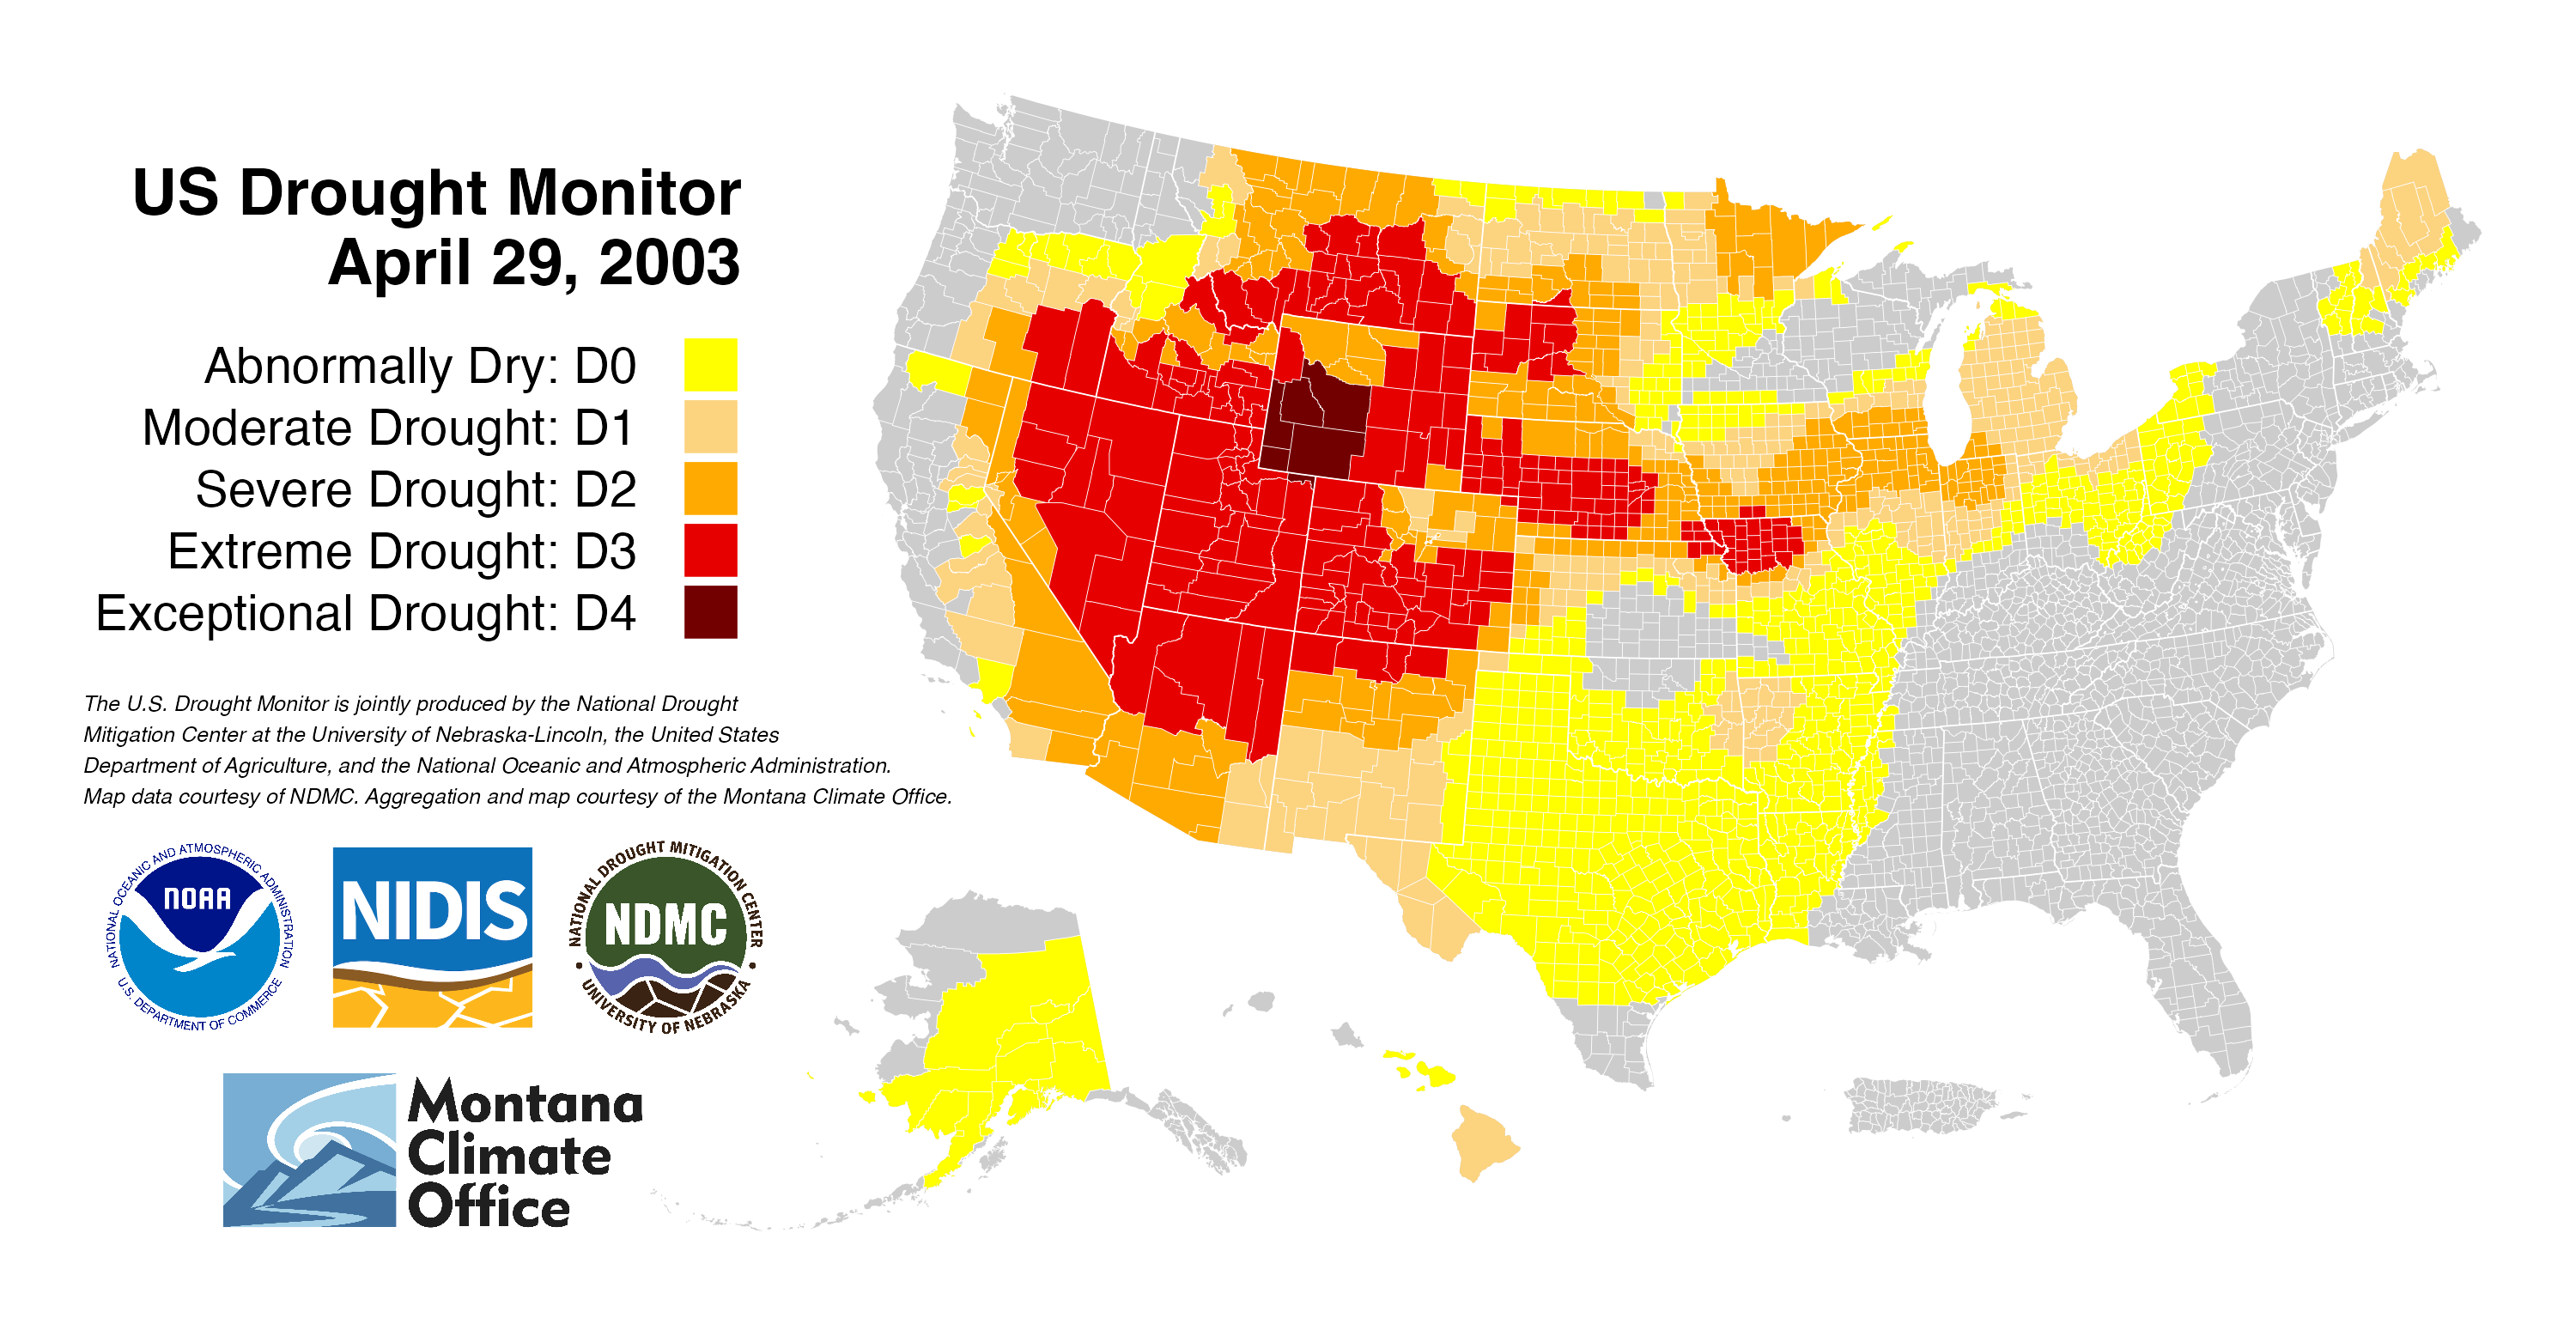 US Drought Monitor
April 29, 2003
Abnormally Dry: D0
Moderate Drought: D1
Severe Drought: D2
Extreme Drought: D3
Exceptional Drought: D4
The U.S. Drought Monitor is jointly produced by the National Drought
Mitigation Center at the University of Nebraska-Lincoln, the United States
Department of Agriculture, and the National Oceanic and Atmospheric Administration.
Map data courtesy of NDMC. Aggregation and map courtesy of the Montana Climate Office.
NATIONAL OCEANIC AND ATMOSPHERIC ADMINISTRATION
NOAA
U.S. DEPARTMENT OF COMMERCE
NIDIS
NATIONAL DROUGHT MITIGATION CENTER
NDMC
UNIVERSITY OF NEBRASKA
Montana
Climate
Office